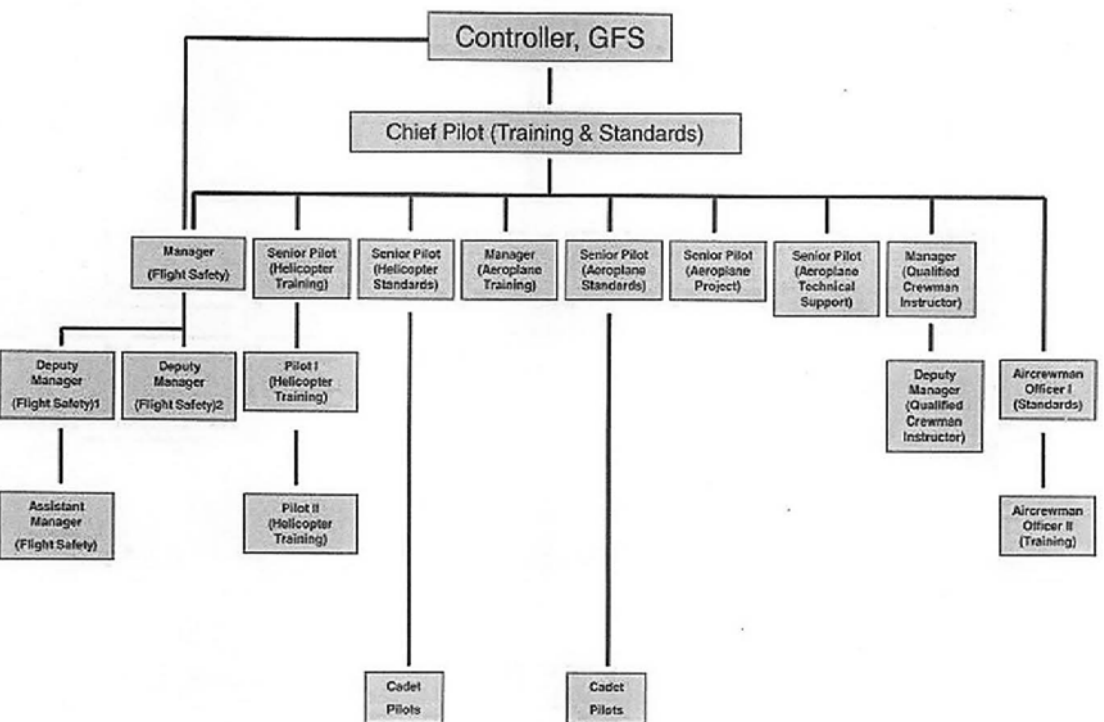 Controller, GFS
Chief Pilot (Training & Standards)
Manager
(Flight Safety)
Senior Pilot
(Helicopter
Training)
Senior Pilot
(Helicopter
Standards)
Manager
(Aeroplane
Training)
Senior Pilot
(Aeroplane
Standards)
Senior Pilot
(Aeroplane
Project)
Senior Pilot
(Aeroplane
Technical
Support)
Manager
(Qualified
Crewman
Instructor)
Deputy
Manager
(Flight Safety)1
Deputy
Manager
(Flight Safety)2
Pilot I
(Helicopter
Training)
Deputy
Manager
(Qualified
Crewman
Instructor)
Aircrewman
Officer I
(Standards)
Assistant
Manager
(Flight Safety)
Pilot II
(Helicopter
Training)
Aircrewman
Officer II
(Training)
Cadet
Pilots
Cadet
Pilots